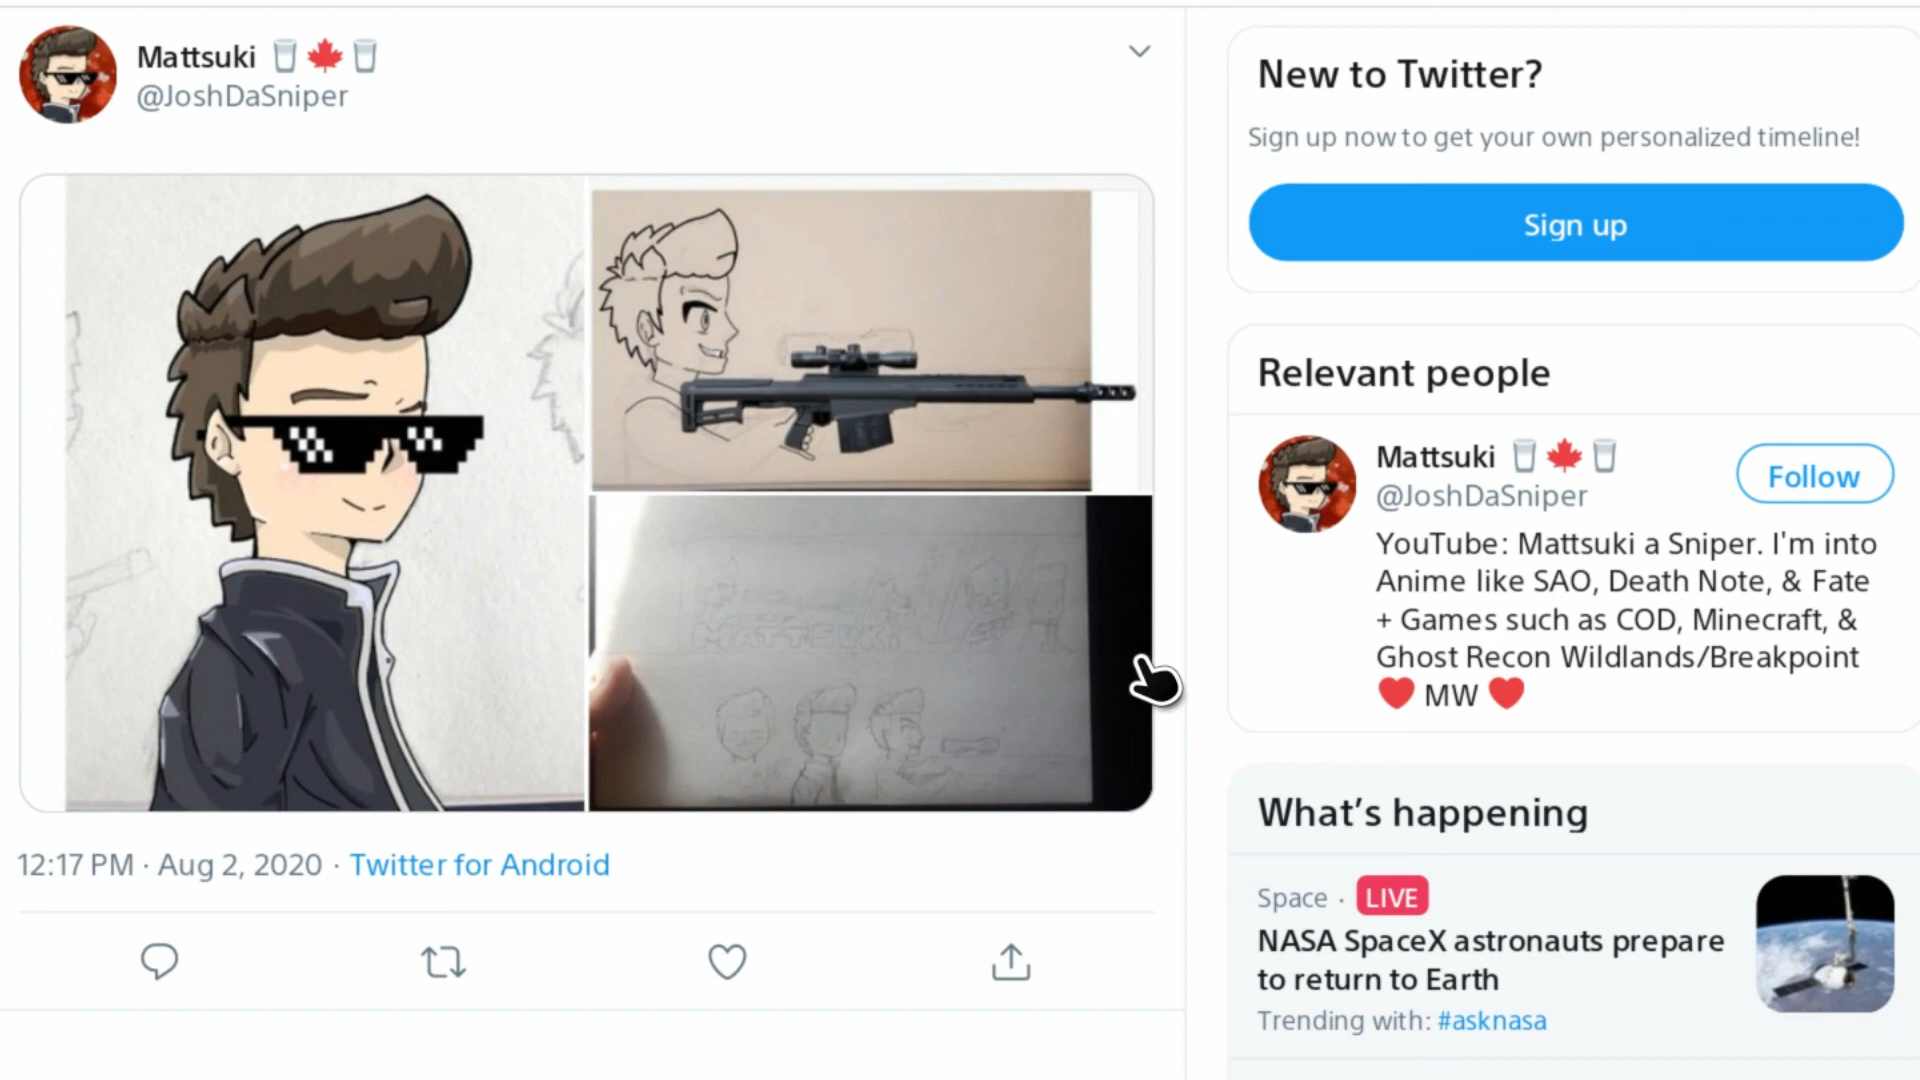 Mattsuki
@JoshDaSniper
MATTSUKI
12:17 PM · Aug 2, 2020 · Twitter for Android
New to Twitter?
Sign up now to get your own personalized timeline!
Sign up
Relevant people
Mattsuki
@JoshDaSniper
Follow
YouTube: Mattsuki a Sniper. I'm into
Anime like SAO, Death Note, & Fate
+ Games such as COD, Minecraft, &
Ghost Recon Wildlands/Breakpoint
❤️ MW ❤️
What's happening
Space · LIVE
NASA SpaceX astronauts prepare
to return to Earth
Trending with: #asknasa